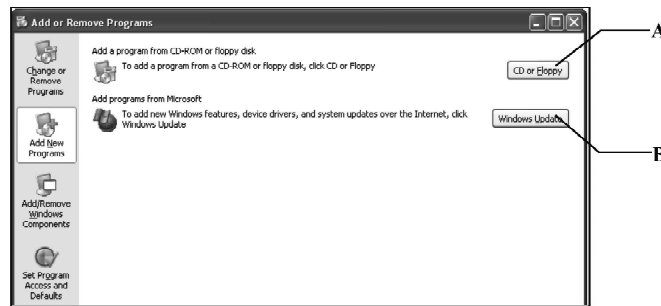 Add or Remove Programs
A
Change or
Remove
Programs
Add a program from CD-ROM or floppy disk
To add a program from a CD-ROM or floppy disk, click CD or Floppy
CD or Floppy
Add programs from Microsoft
To add new Windows features, device drivers, and system updates over the Internet, click
Windows Update
Windows Update
Add New
Programs
Add/Remove
Windows
Components
Set Program
Access and
Defaults